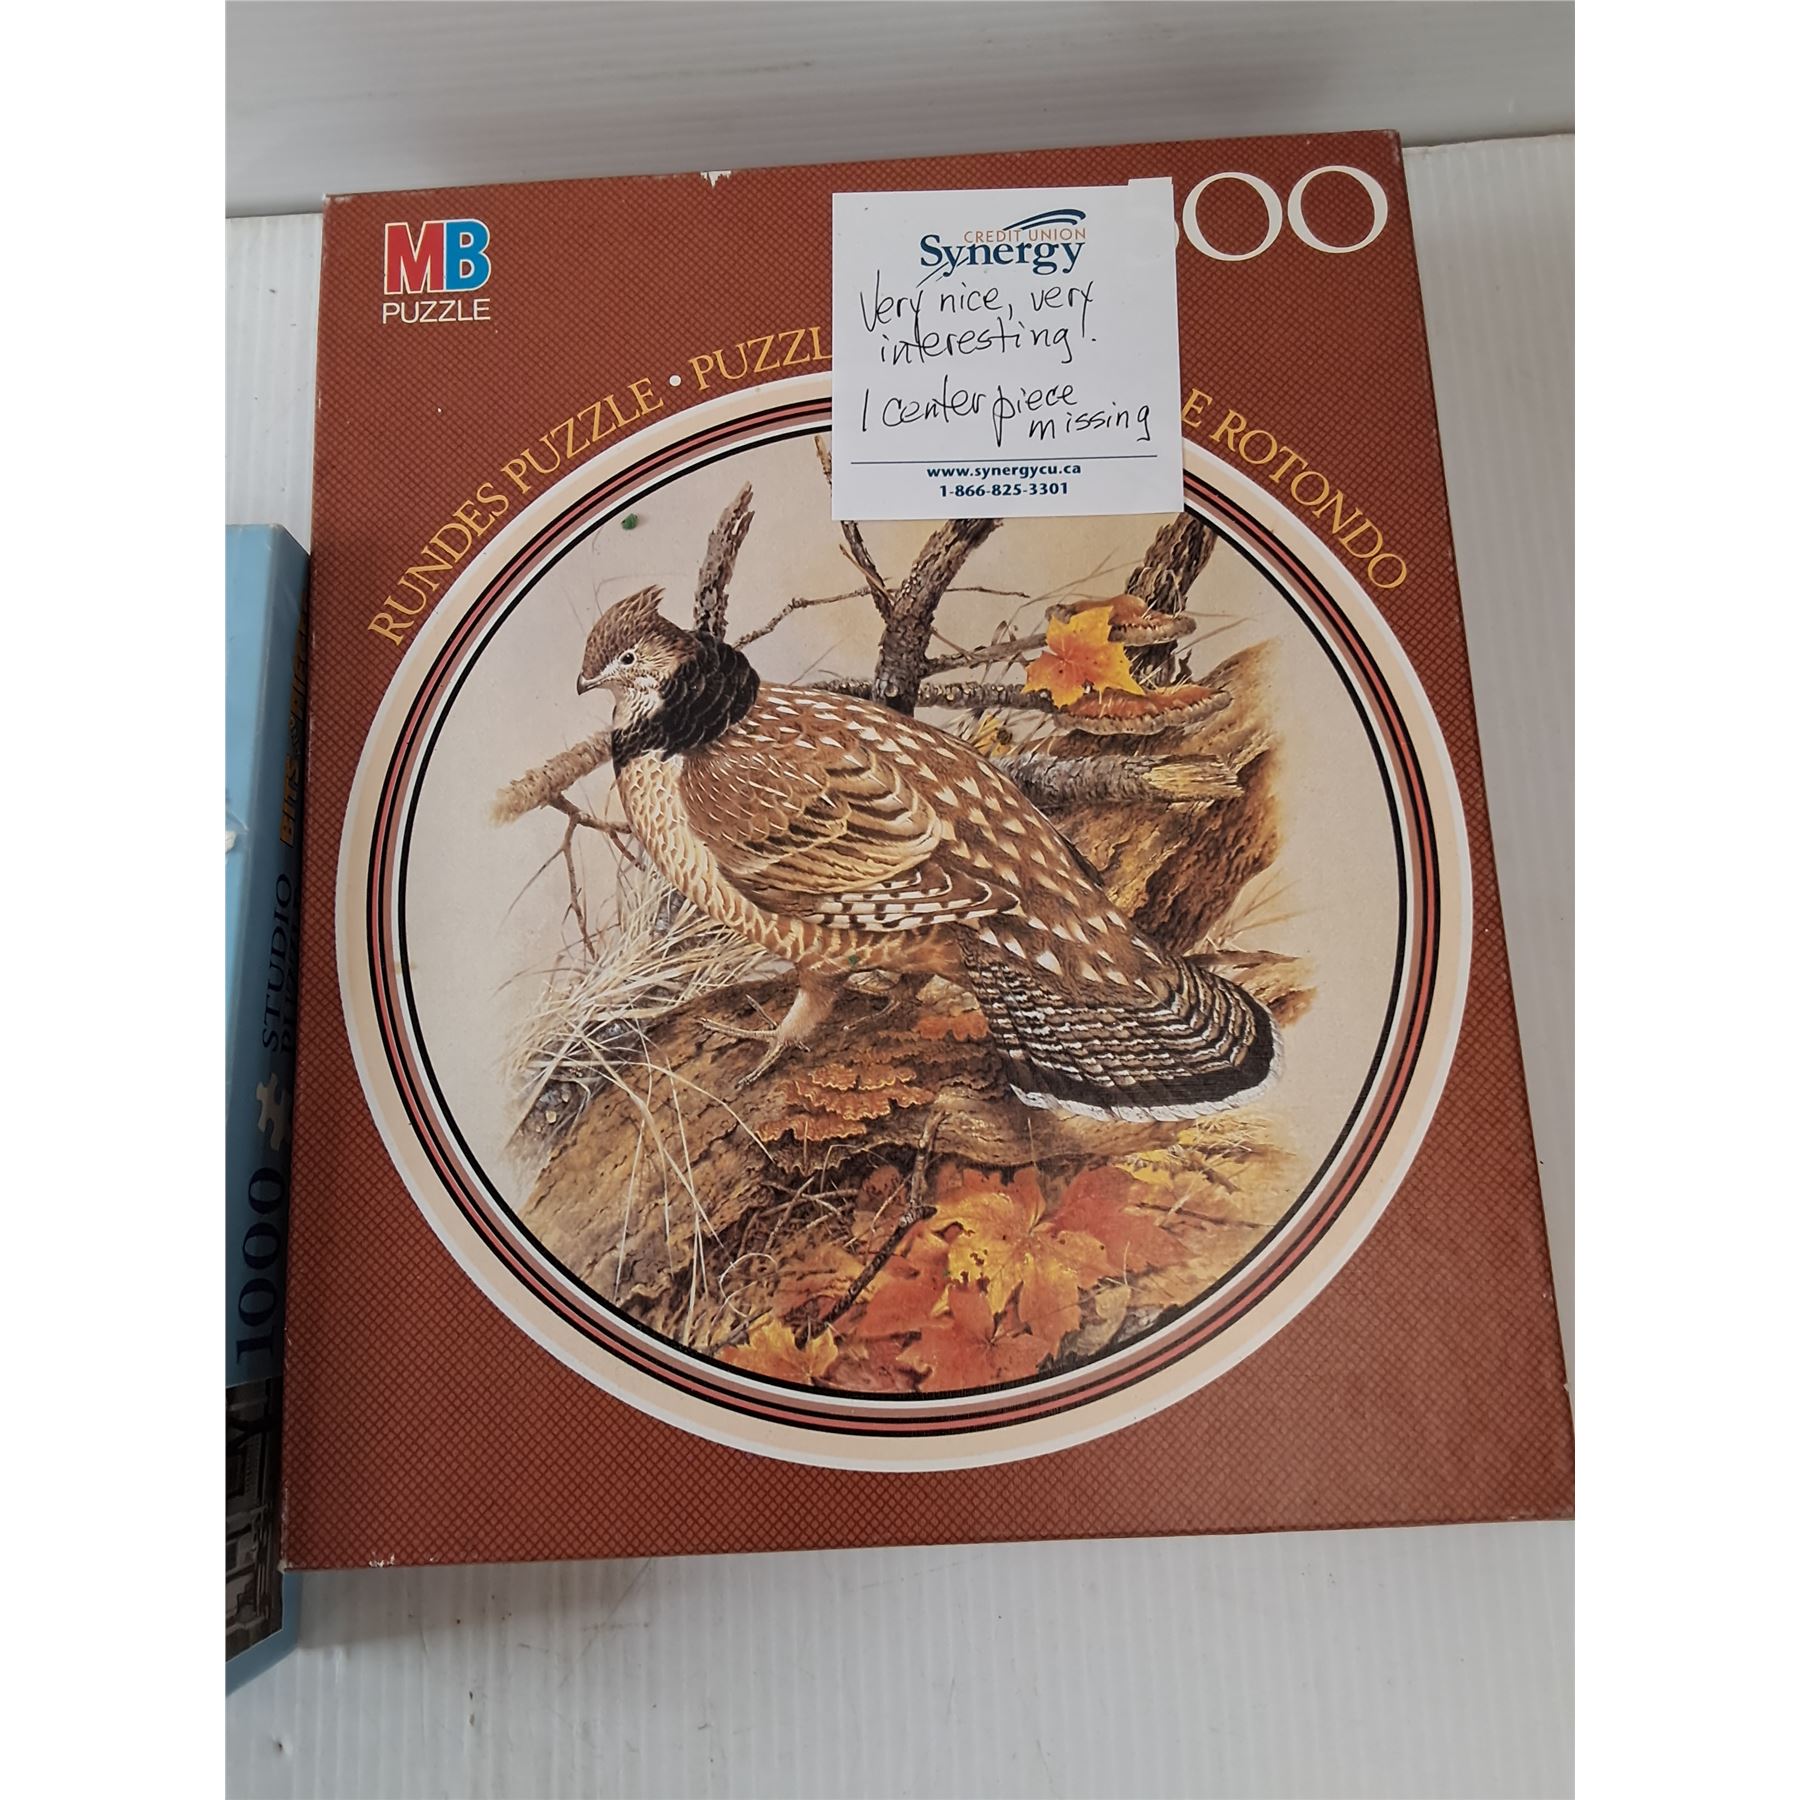 MB
PUZZLE
OO
CREDIT UNION
Synergy
Very nice, very
interesting!
1 center piece
missing
www.synergycu.ca
1-866-825-3301
RUNDES PUZZLE • PUZZL
E ROTONDO
1000
STUDIO